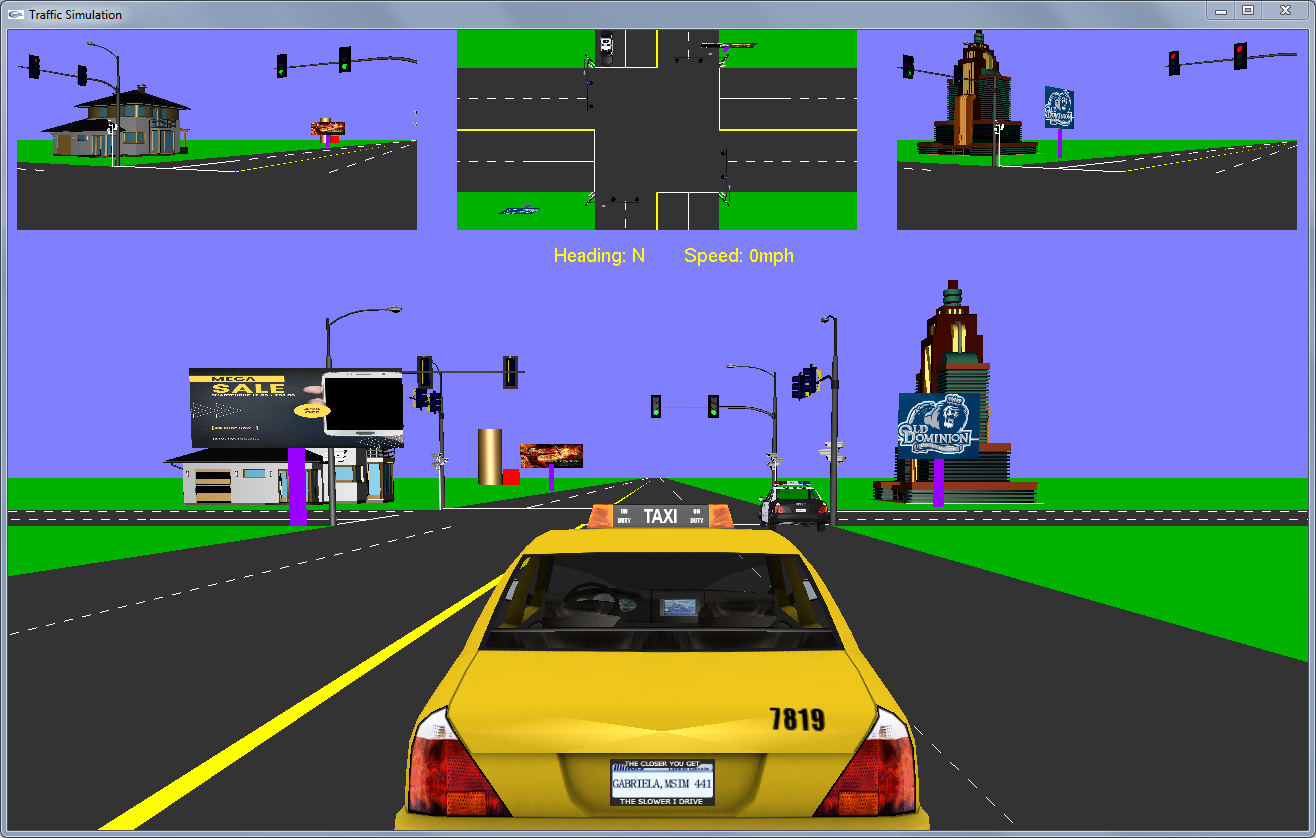 Traffic Simulation
Heading: N Speed: 0mph
MEGA
SALE
OLD
DOMINION
ON
DUTY
TAXI
ON
DUTY
7819
THE CLOSER YOU GET
GABRIELA,MSIM 441
THE SLOWER I DRIVE